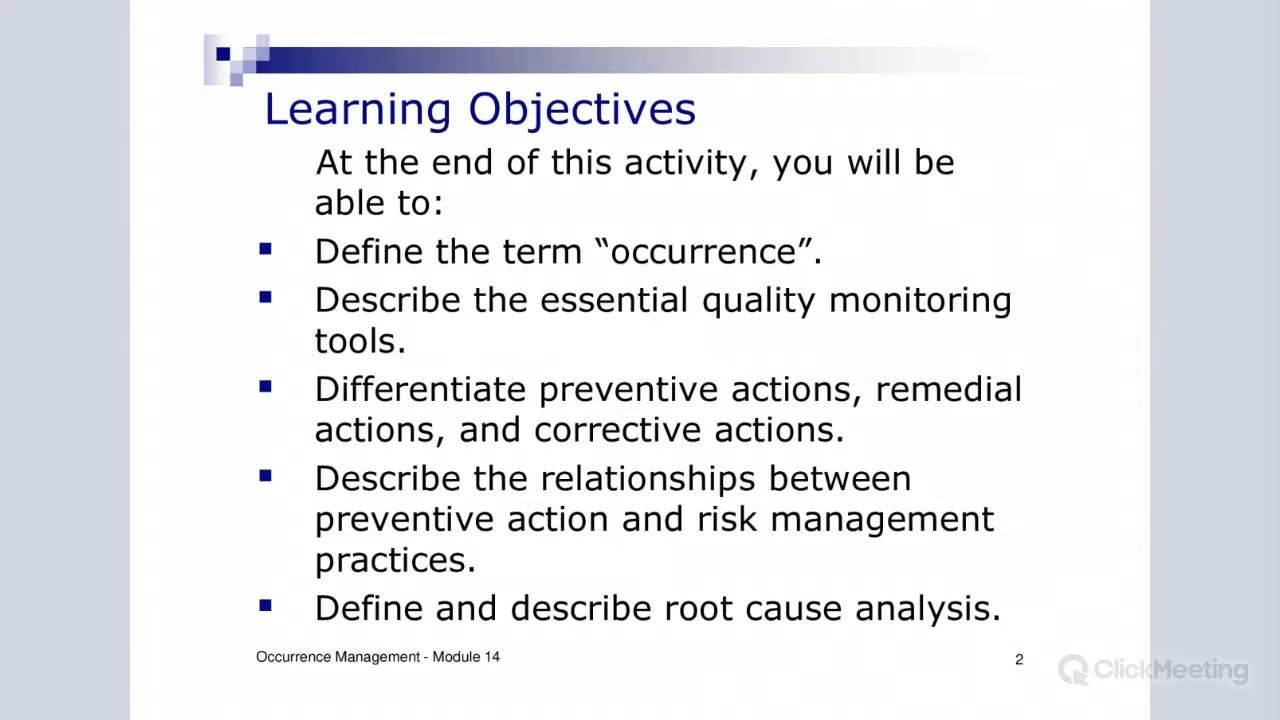 Learning Objectives
At the end of this activity, you will be
able to:
▪ Define the term “occurrence”.
▪ Describe the essential quality monitoring
tools.
▪ Differentiate preventive actions, remedial
actions, and corrective actions.
▪ Describe the relationships between
preventive action and risk management
practices.
▪ Define and describe root cause analysis.
Occurrence Management - Module 14
2
ClickMeeting